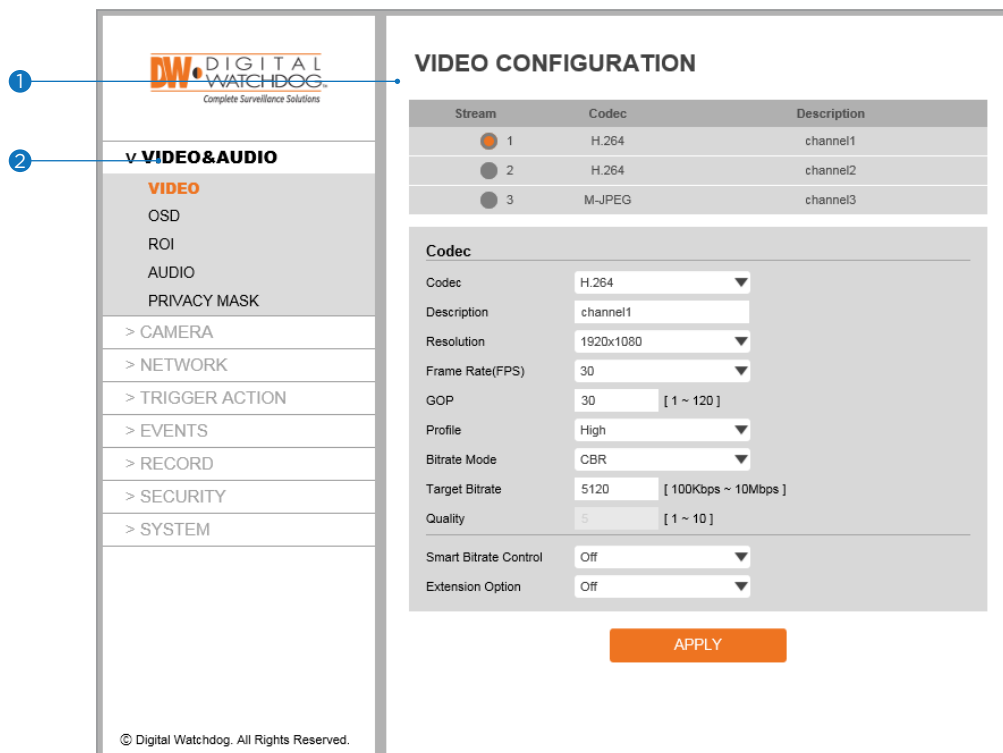 1
DW DIGITAL
WATCHDOG™
Complete Surveillance Solutions
2
v VIDEO&AUDIO
VIDEO
OSD
ROI
AUDIO
PRIVACY MASK
> CAMERA
> NETWORK
> TRIGGER ACTION
> EVENTS
> RECORD
> SECURITY
> SYSTEM
© Digital Watchdog. All Rights Reserved.
VIDEO CONFIGURATION
Stream Codec Description
1 H.264 channel1
2 H.264 channel2
3 M-JPEG channel3
Codec
Codec H.264
Description channel1
Resolution 1920x1080
Frame Rate(FPS) 30
GOP 30 [ 1 ~ 120 ]
Profile High
Bitrate Mode CBR
Target Bitrate 5120 [ 100Kbps ~ 10Mbps ]
Quality 5 [ 1 ~ 10 ]
Smart Bitrate Control Off
Extension Option Off
APPLY